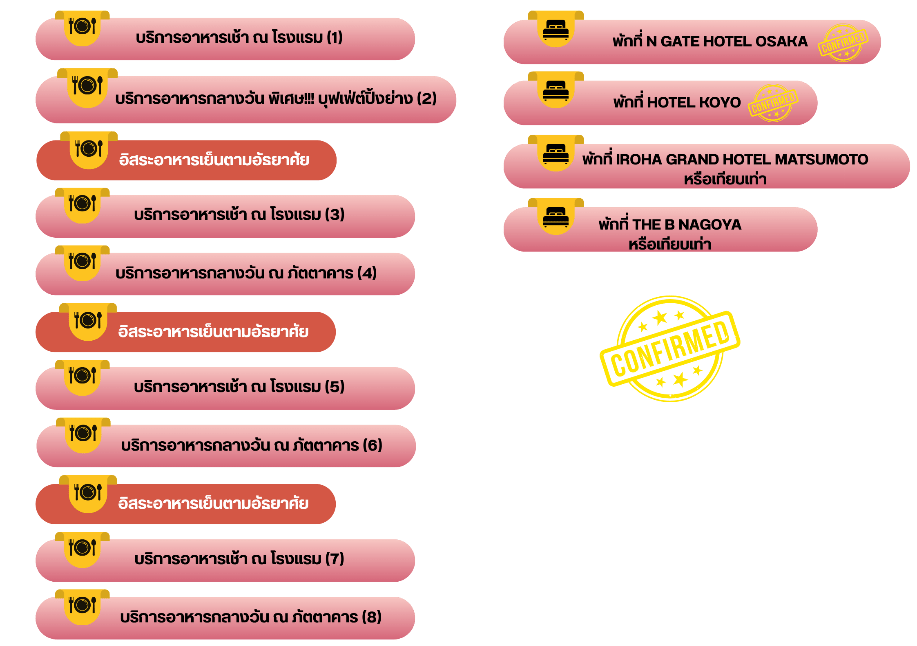 บริการอาหารเช้า ณ โรงแรม (1)
บริการอาหารกลางวัน พิเศษ!!! บุฟเฟ่ต์ปิ้งย่าง (2)
อิสระอาหารเย็นตามอัธยาศัย
บริการอาหารเช้า ณ โรงแรม (3)
บริการอาหารกลางวัน ณ ภัตตาคาร (4)
อิสระอาหารเย็นตามอัธยาศัย
บริการอาหารเช้า ณ โรงแรม (5)
บริการอาหารกลางวัน ณ ภัตตาคาร (6)
อิสระอาหารเย็นตามอัธยาศัย
บริการอาหารเช้า ณ โรงแรม (7)
บริการอาหารกลางวัน ณ ภัตตาคาร (8)
พักที่ N GATE HOTEL OSAKA
CONFIRMED
พักที่ HOTEL KOYO
CONFIRMED
พักที่ IROHA GRAND HOTEL MATSUMOTO
หรือเทียบเท่า
พักที่ THE B NAGOYA
หรือเทียบเท่า
CONFIRMED